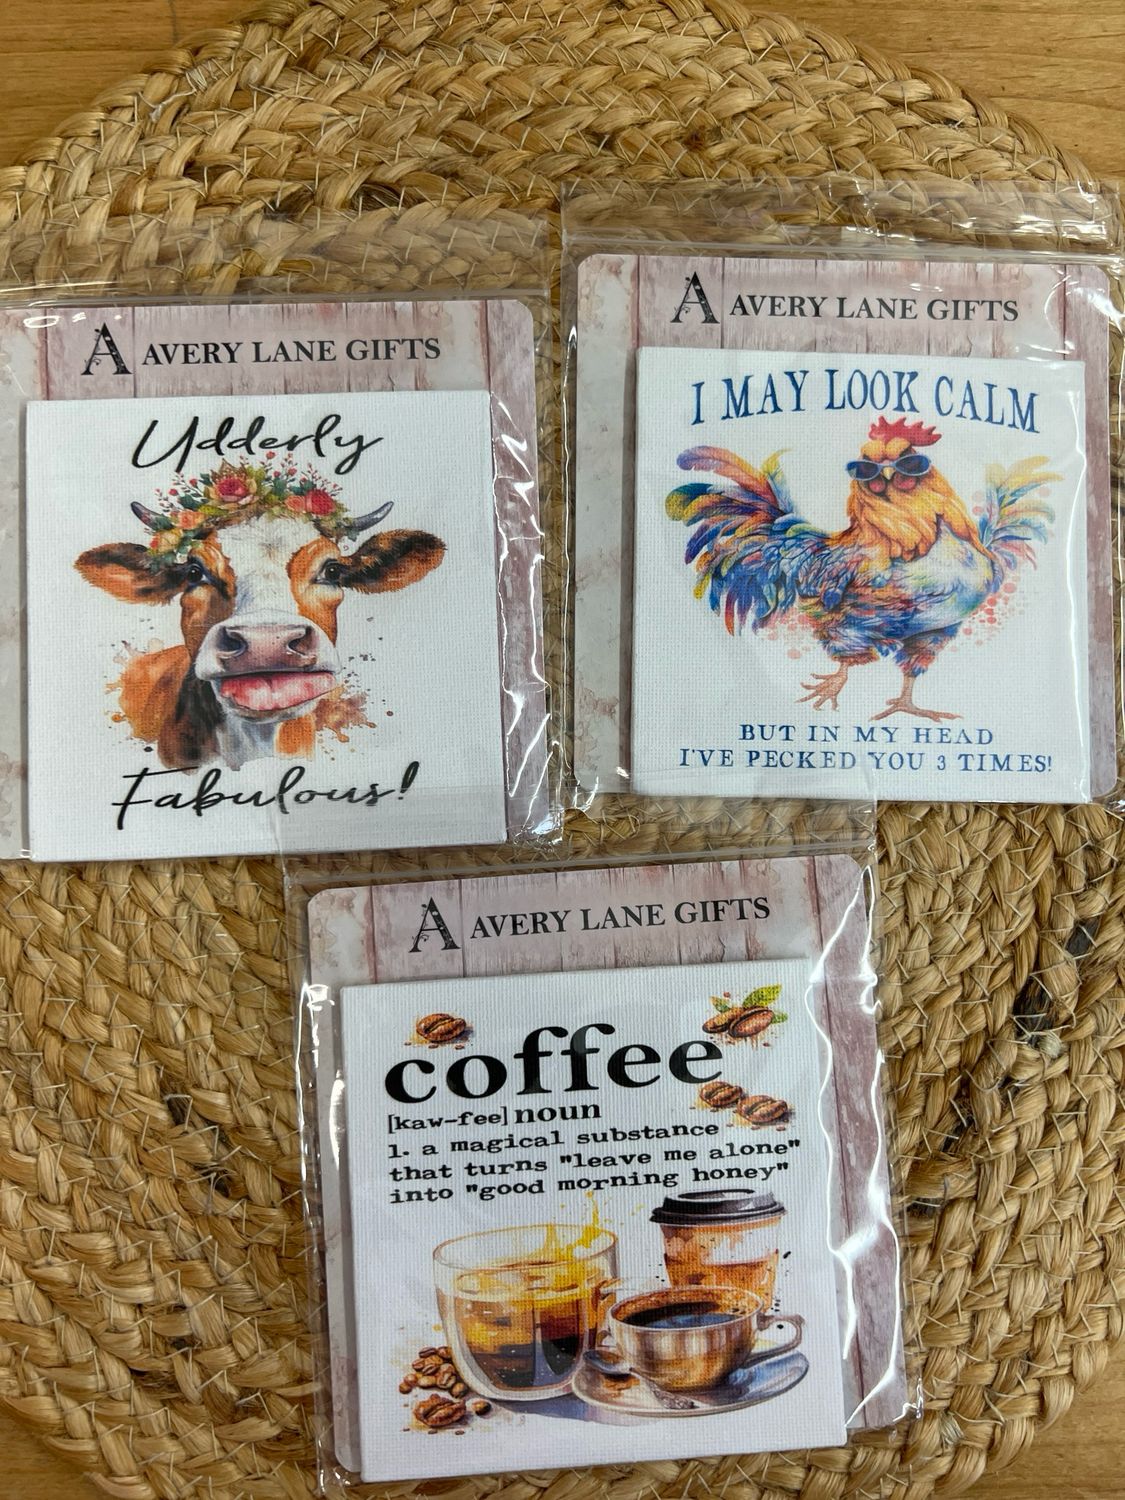 A AVERY LANE GIFTS
Udderly
Fabulous!
A AVERY LANE GIFTS
I MAY LOOK CALM
BUT IN MY HEAD
I'VE PECKED YOU 3 TIMES!
A AVERY LANE GIFTS
coffee
[kaw-fee] noun
1. a magical substance
that turns "leave me alone"
into "good morning honey"